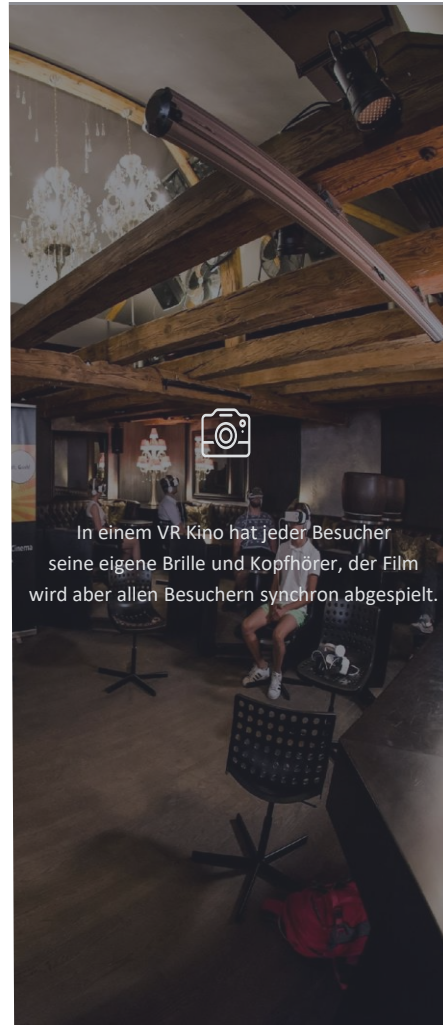 In einem VR Kino hat jeder Besucher
seine eigene Brille und Kopfhörer, der Film
wird aber allen Besuchern synchron abgespielt.
Cinema